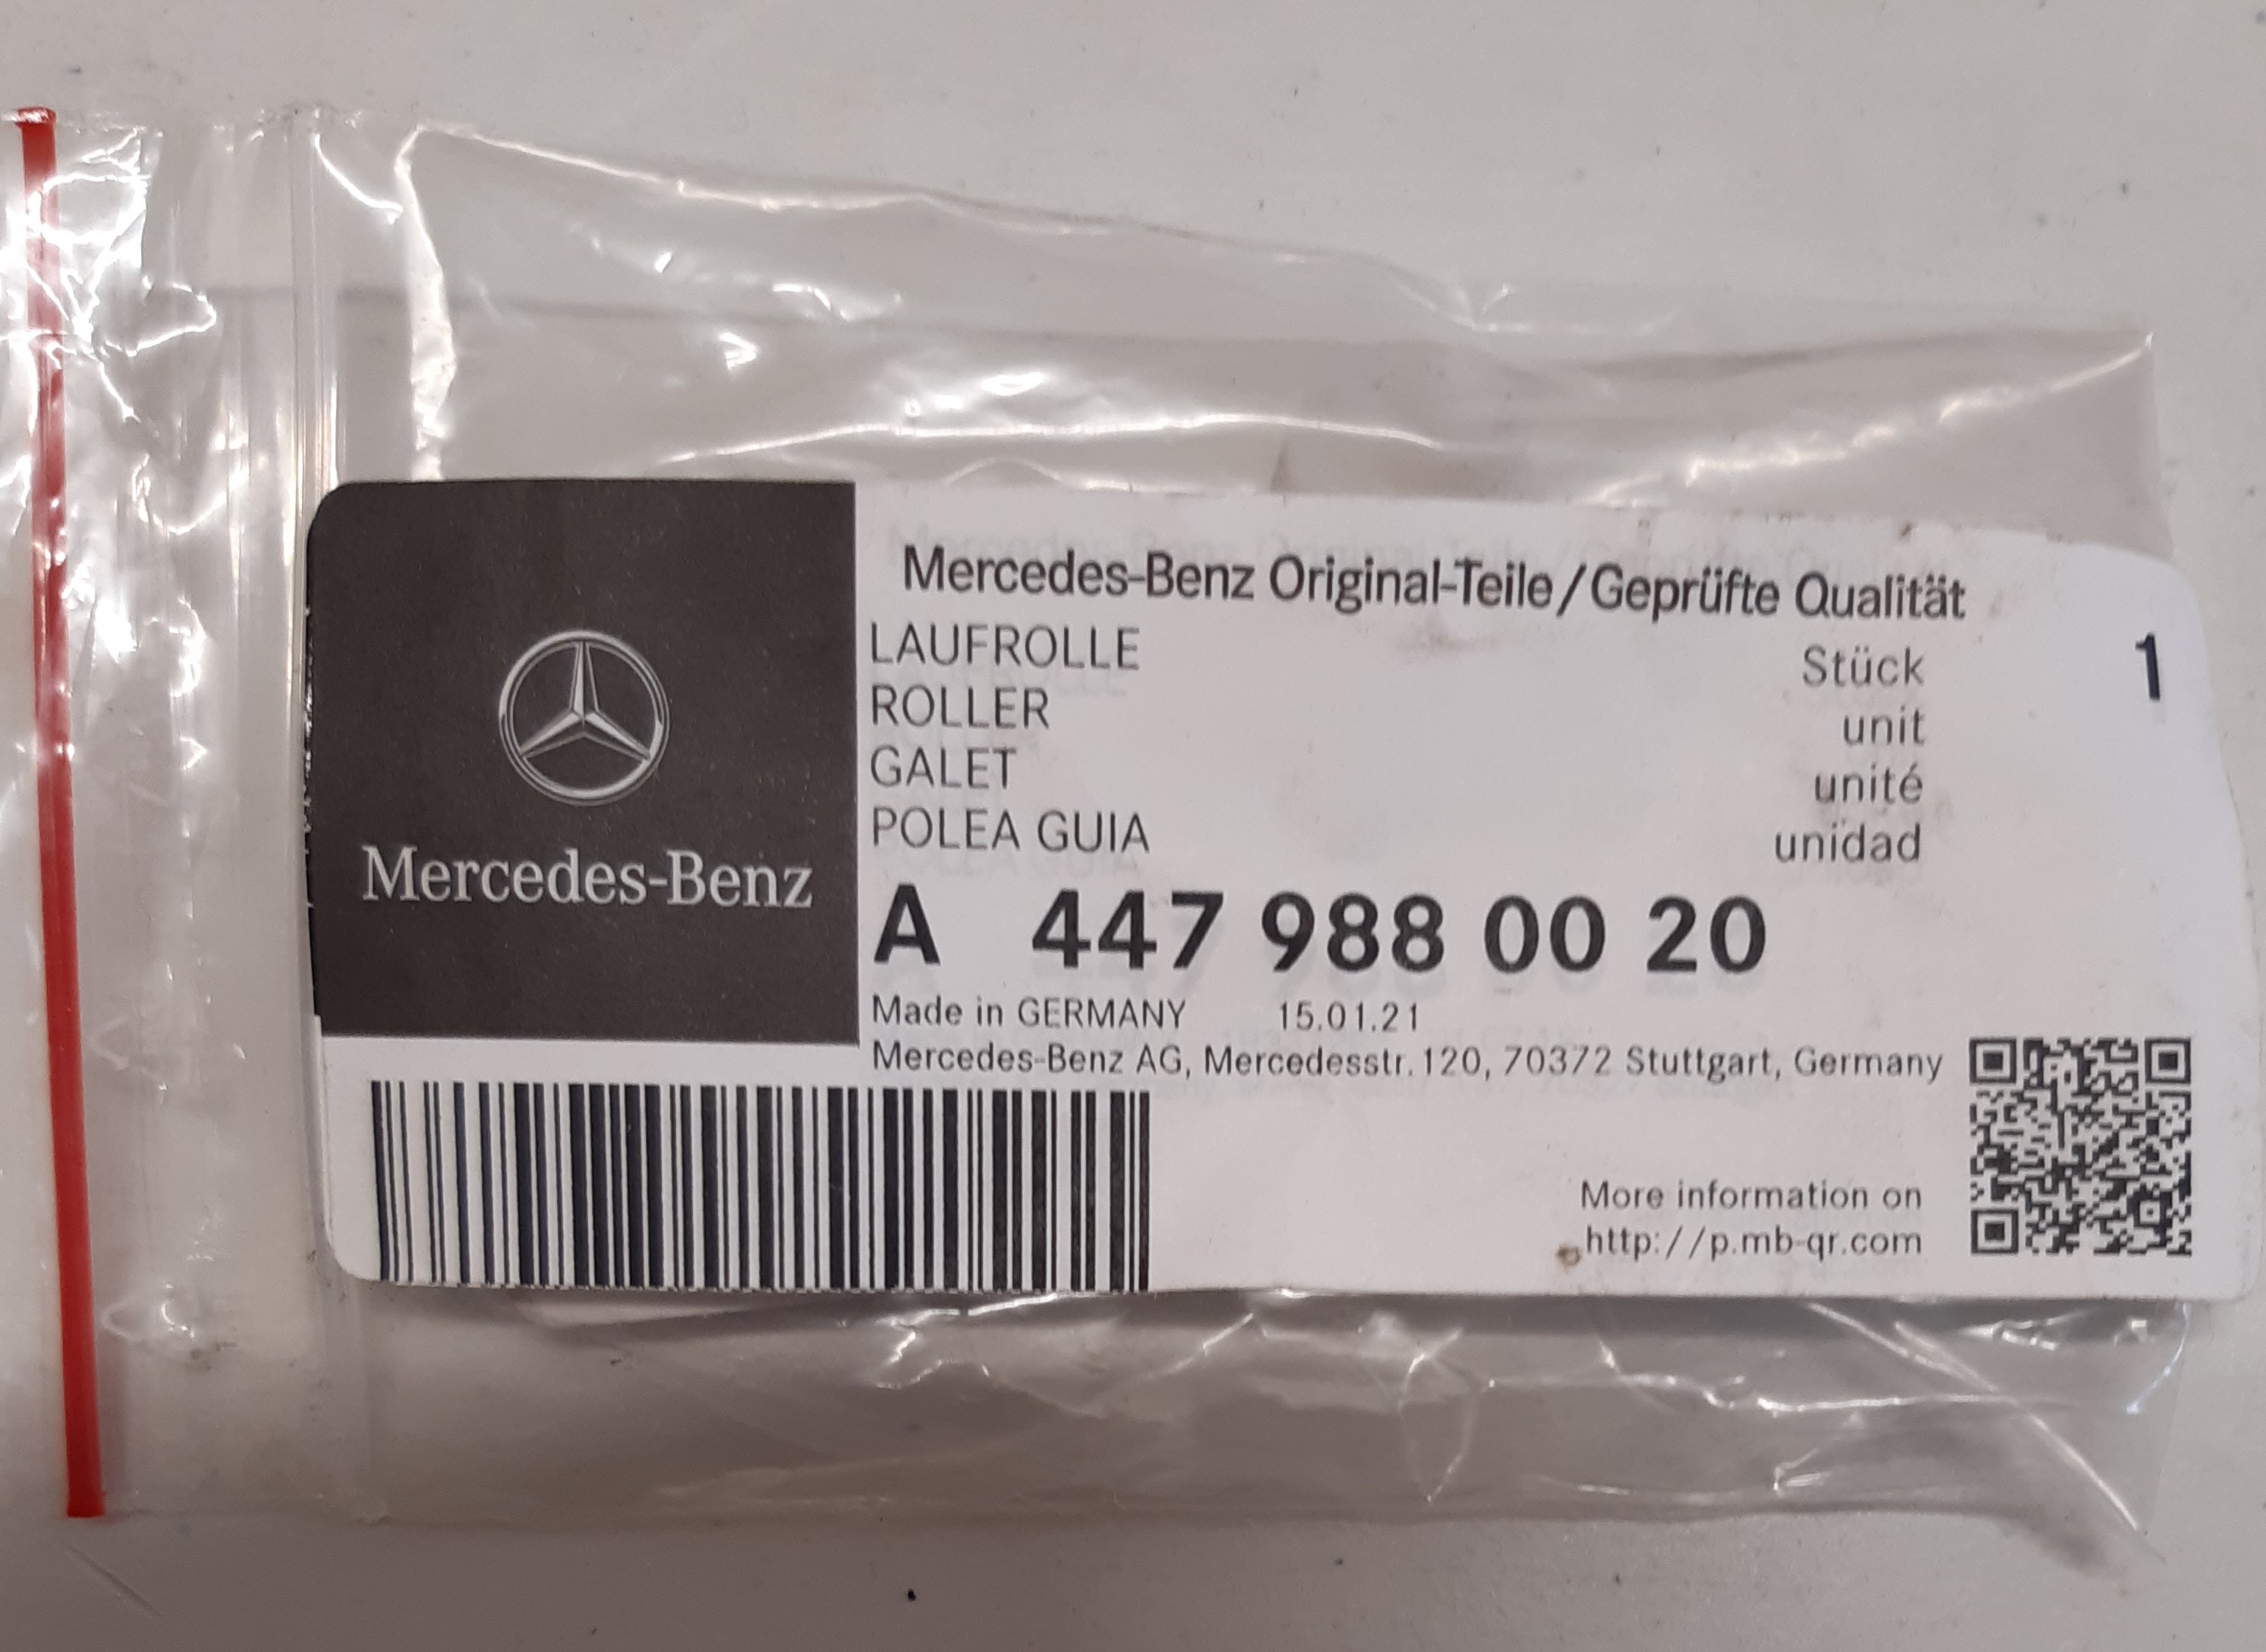 Mercedes-Benz
Mercedes-Benz Original-Teile/Geprüfte Qualität
LAUFROLLE Stück 1
ROLLER unit
GALET unité
POLEA GUIA unidad
A 447 988 00 20
Made in GERMANY 15.01.21
Mercedes-Benz AG, Mercedesstr.120, 70372 Stuttgart, Germany
More information on
http://p.mb-qr.com